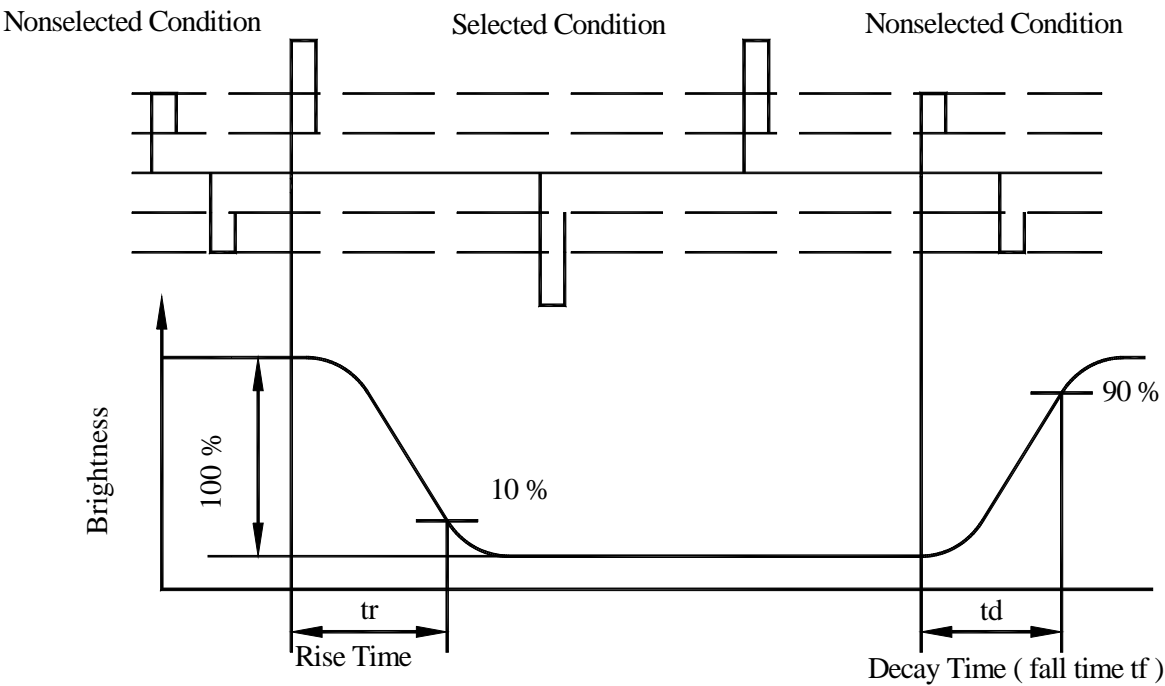 Nonselected Condition
Selected Condition
Nonselected Condition
Brightness
100 %
10 %
90 %
tr
Rise Time
td
Decay Time ( fall time tf )